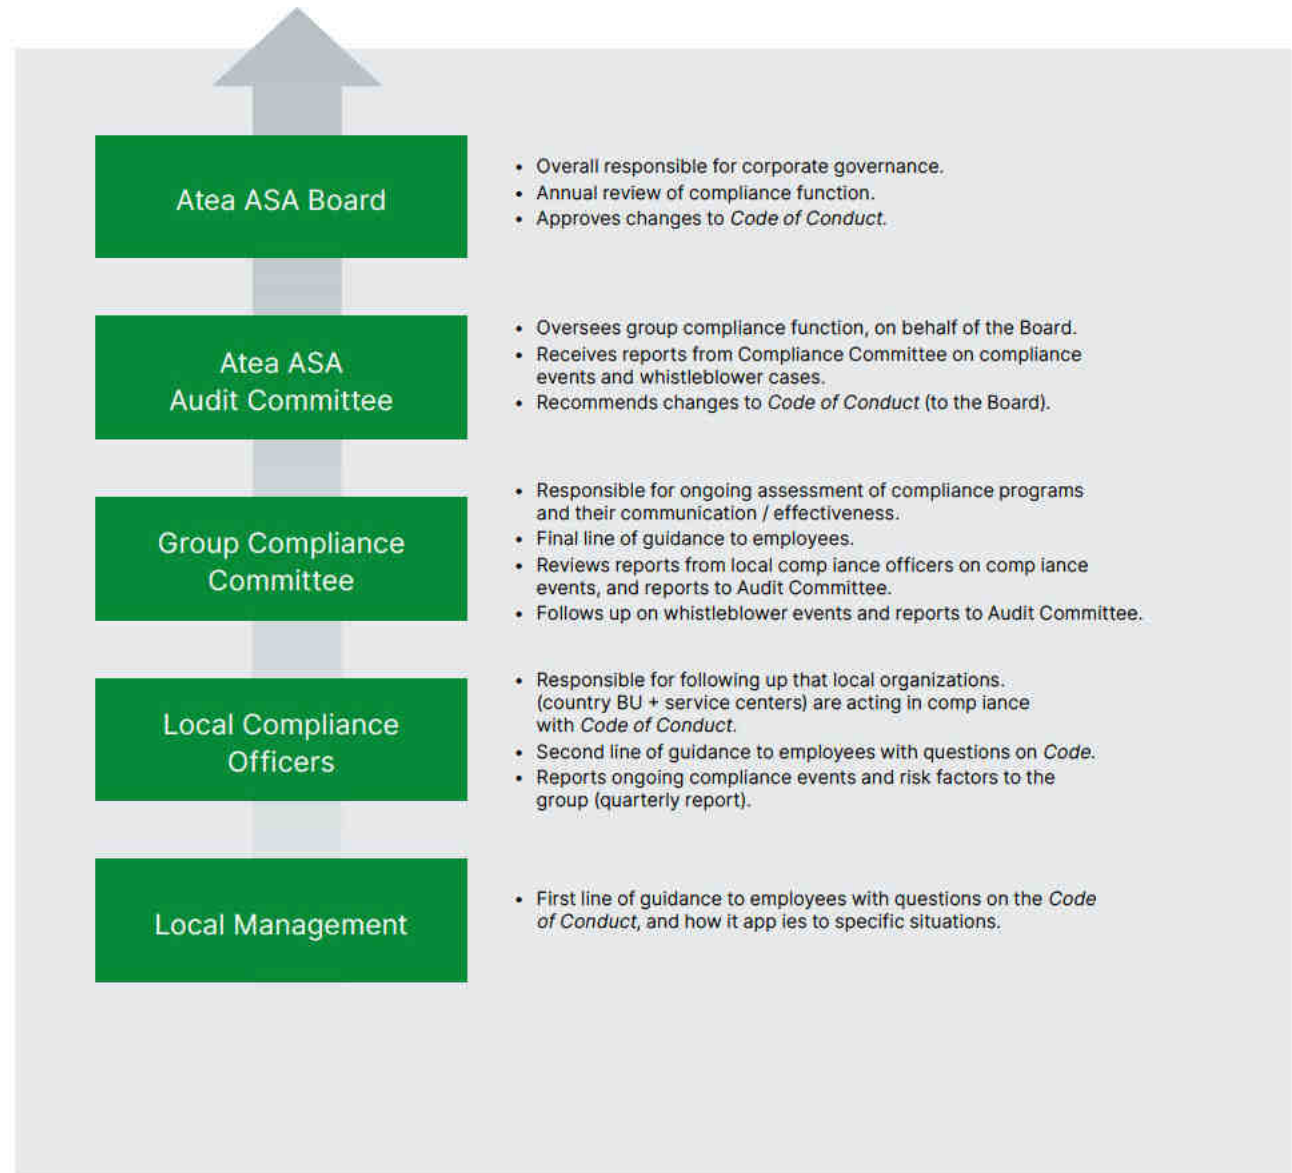 Atea ASA Board
• Overall responsible for corporate governance.
• Annual review of compliance function.
• Approves changes to Code of Conduct.
Atea ASA
Audit Committee
• Oversees group compliance function, on behalf of the Board.
• Receives reports from Compliance Committee on compliance
events and whistleblower cases.
• Recommends changes to Code of Conduct (to the Board).
Group Compliance
Committee
• Responsible for ongoing assessment of compliance programs
and their communication / effectiveness.
• Final line of guidance to employees.
• Reviews reports from local comp iance officers on comp iance
events, and reports to Audit Committee.
• Follows up on whistleblower events and reports to Audit Committee.
Local Compliance
Officers
• Responsible for following up that local organizations.
(country BU + service centers) are acting in comp iance
with Code of Conduct.
• Second line of guidance to employees with questions on Code.
• Reports ongoing compliance events and risk factors to the
group (quarterly report).
Local Management
• First line of guidance to employees with questions on the Code
of Conduct, and how it app ies to specific situations.